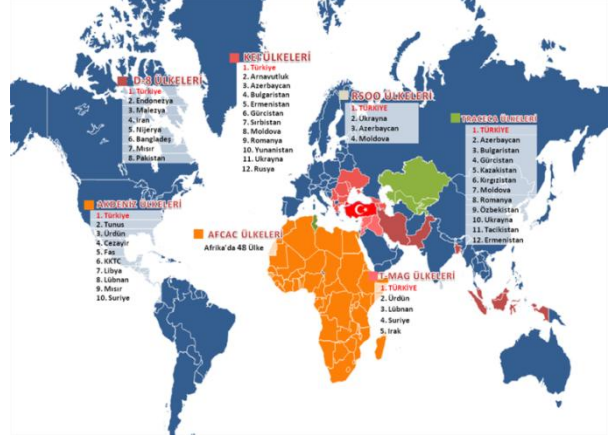 D-8 ÜLKELERİ
1. Türkiye
2. Endonezya
3. Malezya
4. İran
5. Nijerya
6. Bangladeş
7. Mısır
8. Pakistan
KEİ ÜLKELERİ
1. Türkiye
2. Arnavutluk
3. Azerbaycan
4. Bulgaristan
5. Ermenistan
6. Gürcistan
7. Sırbistan
8. Moldova
9. Romanya
10. Yunanistan
11. Ukrayna
12. Rusya
BSOO ÜLKELERİ
1. TÜRKİYE
2. Ukrayna
3. Azerbaycan
4. Moldova
TRACECA ÜLKELERİ
1. TÜRKİYE
2. Azerbaycan
3. Bulgaristan
4. Gürcistan
5. Kazakistan
6. Kırgızistan
7. Moldova
8. Romanya
9. Özbekistan
10. Ukrayna
11. Tacikistan
12. Ermenistan
AKDENİZ ÜLKELERİ
1. Türkiye
2. Tunus
3. Ürdün
4. Cezayir
5. Fas
6. KKTC
7. Libya
8. Lübnan
9. Mısır
10. Suriye
AFCAC ÜLKELERİ
Afrika'da 48 Ülke
T-MAG ÜLKELERİ
1. TÜRKİYE
2. Ürdün
3. Lübnan
4. Suriye
5. Irak